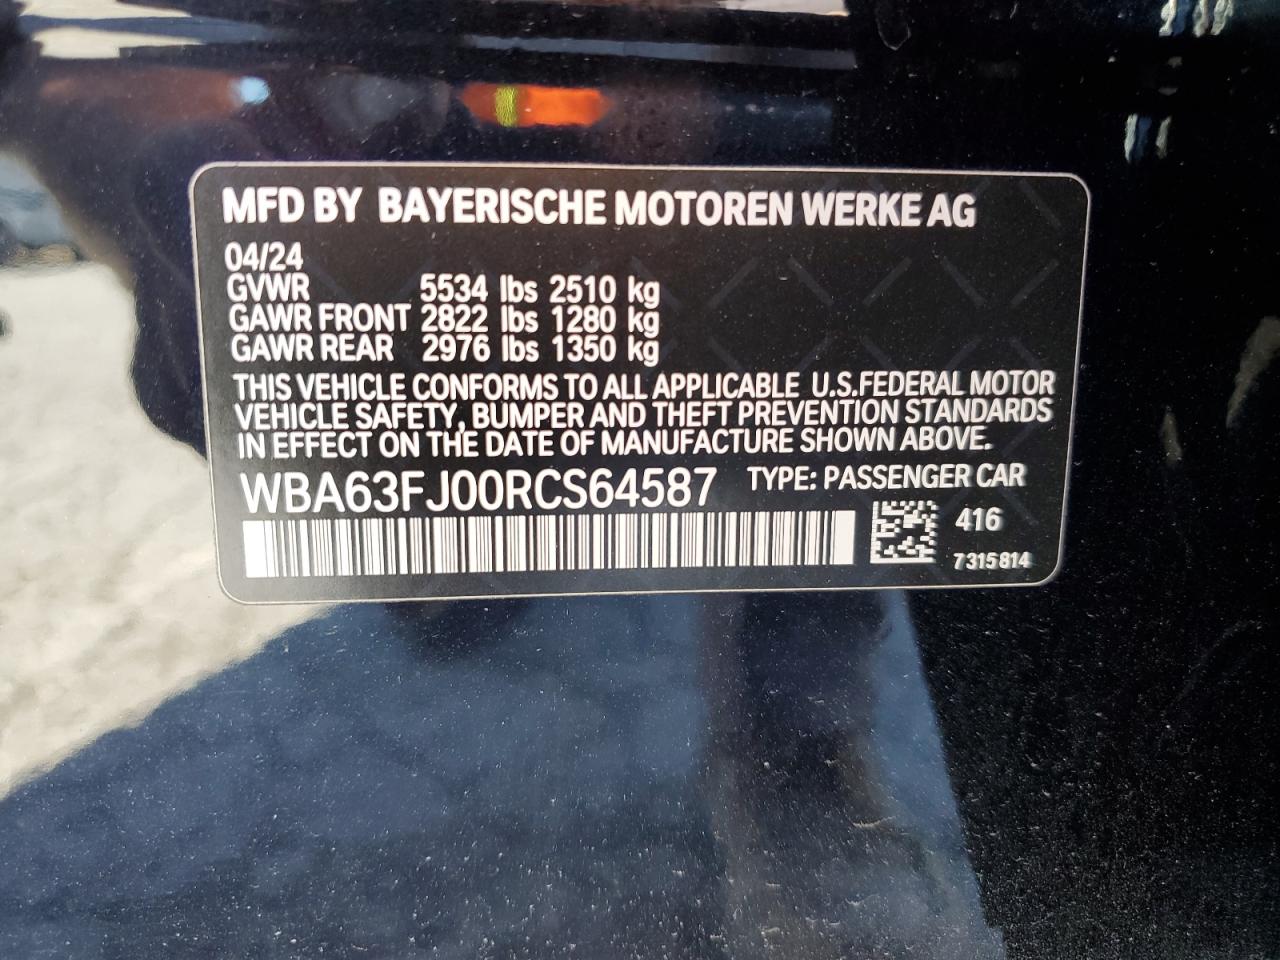 MFD BY BAYERISCHE MOTOREN WERKE AG
04/24
GVWR 5534 lbs 2510 kg
GAWR FRONT 2822 lbs 1280 kg
GAWR REAR 2976 lbs 1350 kg
THIS VEHICLE CONFORMS TO ALL APPLICABLE U.S.FEDERAL MOTOR
VEHICLE SAFETY, BUMPER AND THEFT PREVENTION STANDARDS
IN EFFECT ON THE DATE OF MANUFACTURE SHOWN ABOVE.
WBA63FJ00RCS64587 TYPE: PASSENGER CAR
416
7315814